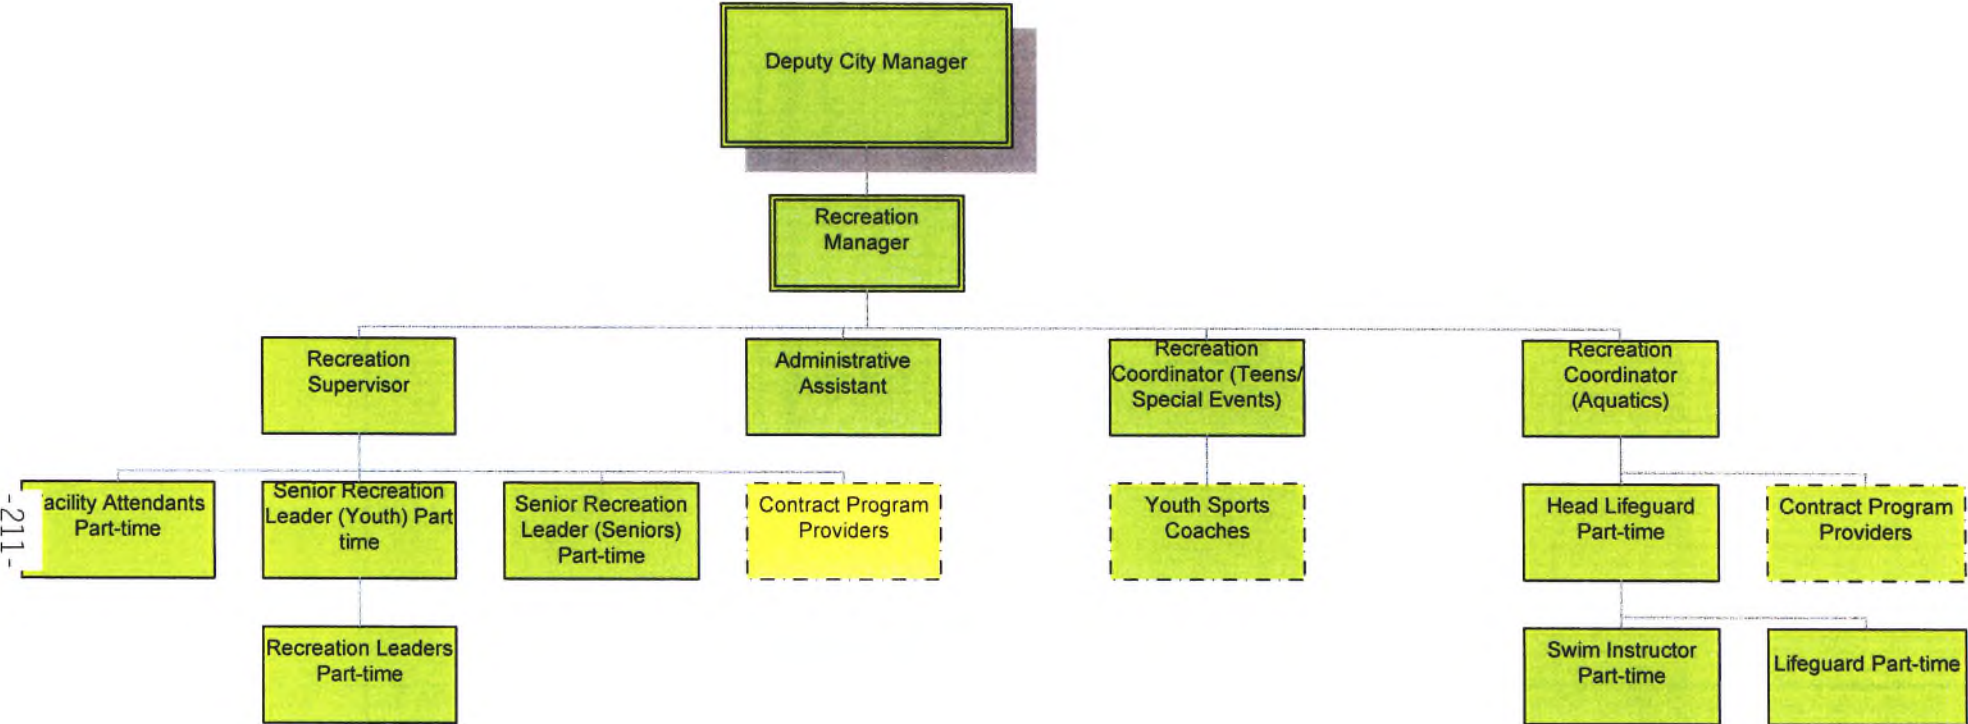 Deputy City Manager
Recreation
Manager
Recreation
Supervisor
Administrative
Assistant
Recreation
Coordinator (Teens/
Special Events)
Recreation
Coordinator
(Aquatics)
acility Attendants
Part-time
Senior Recreation
Leader (Youth) Part
time
Senior Recreation
Leader (Seniors)
Part-time
Contract Program
Providers
Youth Sports
Coaches
Head Lifeguard
Part-time
Contract Program
Providers
Recreation Leaders
Part-time
Swim Instructor
Part-time
Lifeguard Part-time
-211-